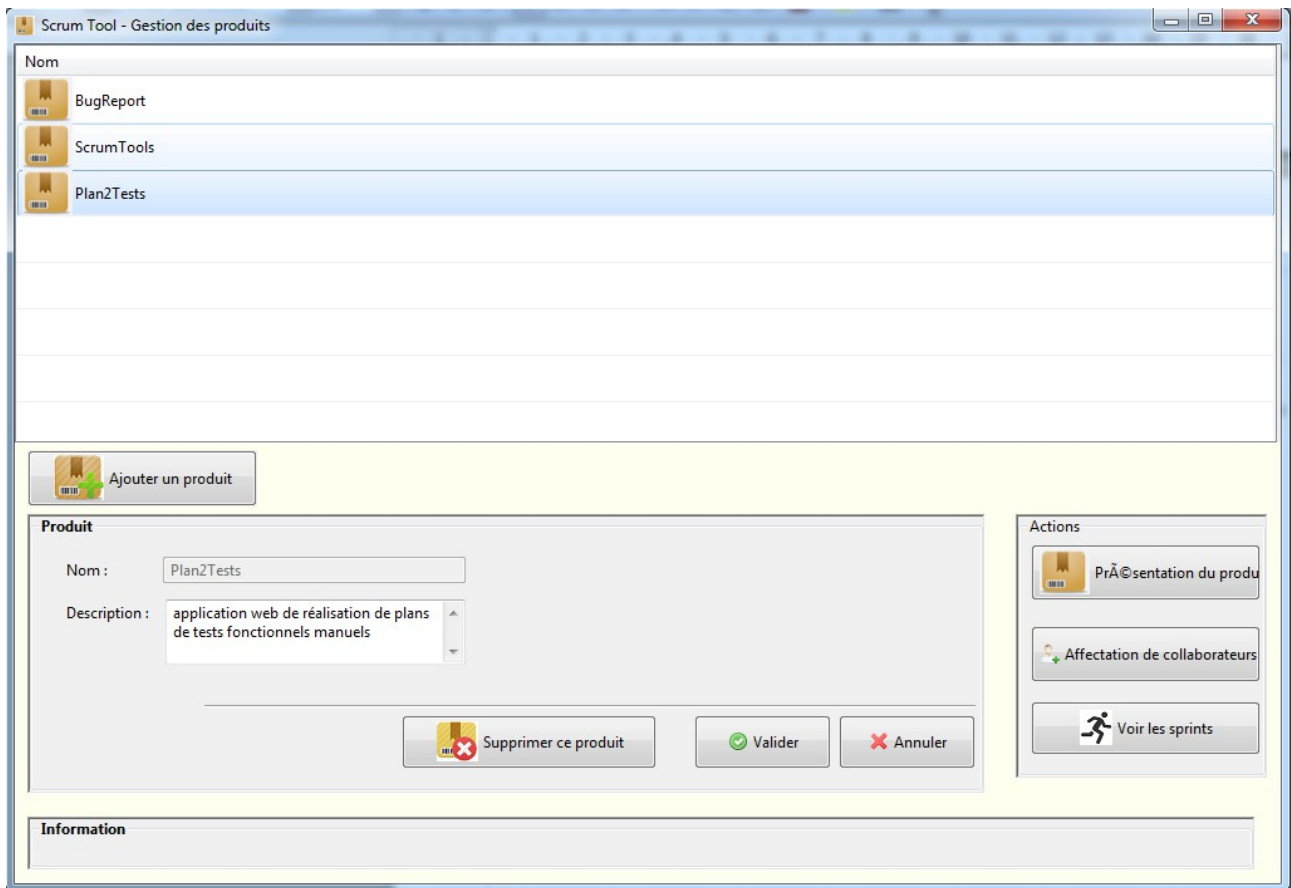 Scrum Tool - Gestion des produits
Nom
BugReport
ScrumTools
Plan2Tests
Ajouter un produit
Produit
Nom :
Plan2Tests
Description :
application web de réalisation de plans
de tests fonctionnels manuels
Supprimer ce produit
Valider
Annuler
Actions
PrÃ©sentation du produ
Affectation de collaborateurs
Voir les sprints
Information